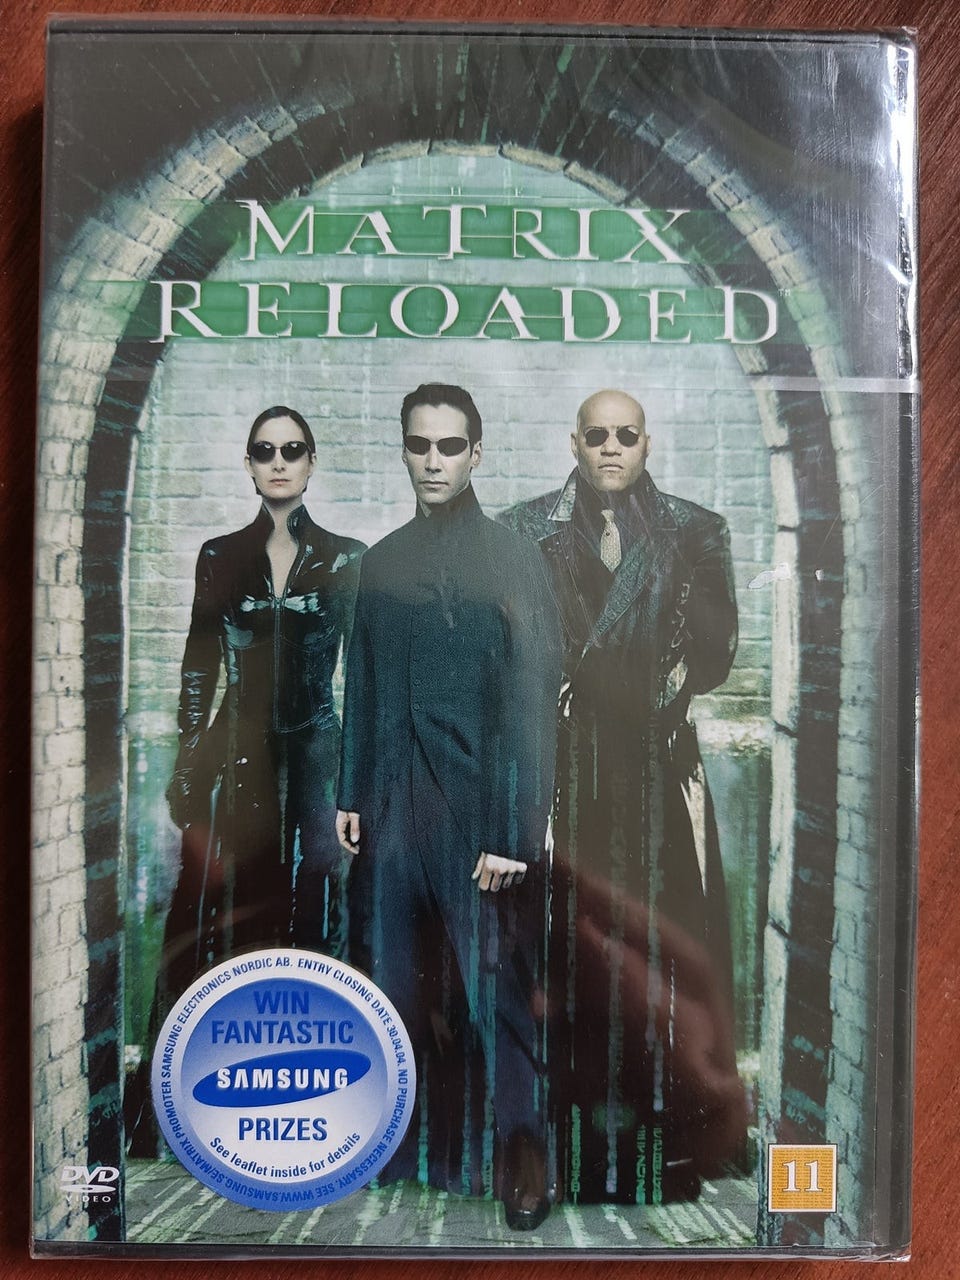 THE
MATRIX
RELOADED™
WIN
FANTASTIC
SAMSUNG
PRIZES
See leaflet inside for details
PROMOTER SAMSUNG ELECTRONICS NORDIC AB. ENTRY CLOSING DATE 30.04.04. NO PURCHASE NECESSARY. SEE WWW.SAMSUNG.SE/MATRIX
DVD
VIDEO
11